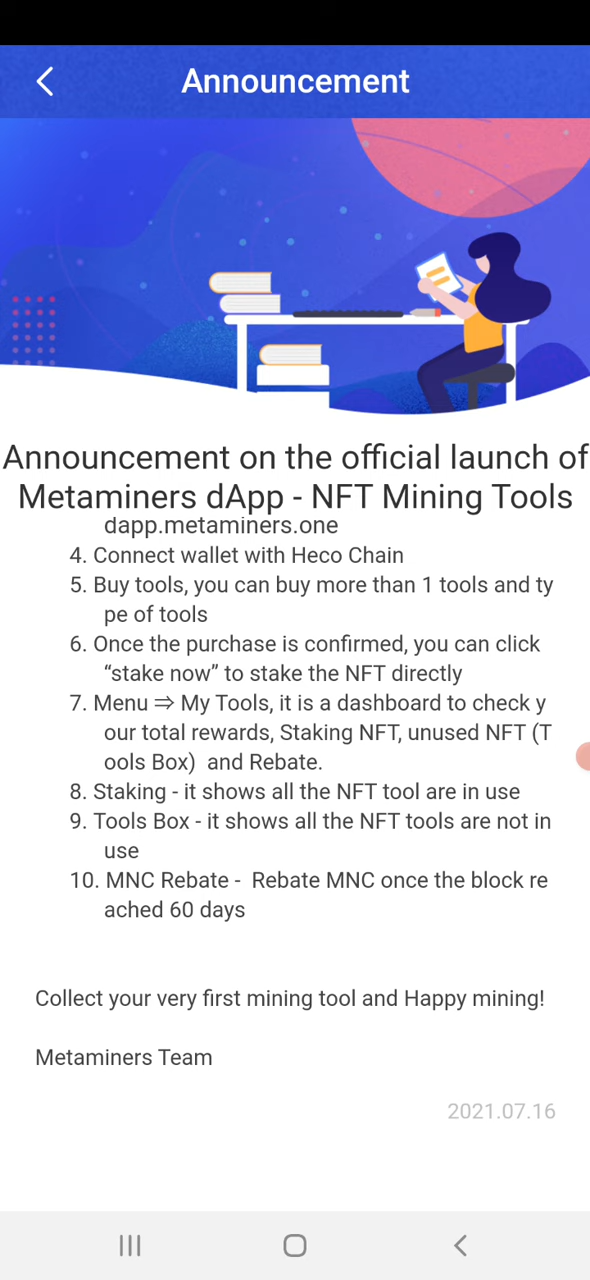 Announcement
Announcement on the official launch of
Metaminers dApp - NFT Mining Tools
dapp.metaminers.one
4. Connect wallet with Heco Chain
5. Buy tools, you can buy more than 1 tools and ty
pe of tools
6. Once the purchase is confirmed, you can click
“stake now” to stake the NFT directly
7. Menu ⇒ My Tools, it is a dashboard to check y
our total rewards, Staking NFT, unused NFT (T
ools Box)  and Rebate.
8. Staking - it shows all the NFT tool are in use
9. Tools Box - it shows all the NFT tools are not in
use
10. MNC Rebate -  Rebate MNC once the block re
ached 60 days
Collect your very first mining tool and Happy mining!
Metaminers Team
2021.07.16